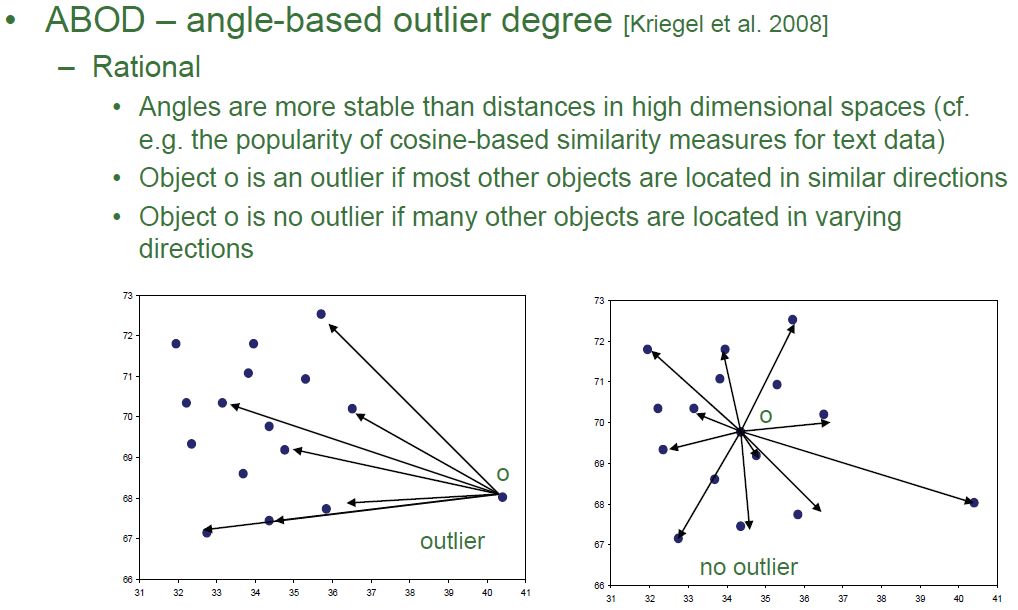 • ABOD – angle-based outlier degree [Kriegel et al. 2008]
– Rational
• Angles are more stable than distances in high dimensional spaces (cf.
e.g. the popularity of cosine-based similarity measures for text data)
• Object o is an outlier if most other objects are located in similar directions
• Object o is no outlier if many other objects are located in varying
directions
73
72
71
70
69
68
67
66
31 32 33 34 35 36 37 38 39 40 41
o
outlier
73
72
71
70
69
68
67
66
31 32 33 34 35 36 37 38 39 40 41
o
no outlier